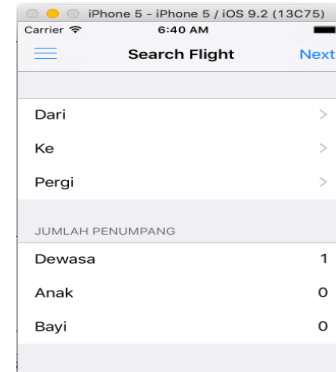 iPhone 5 - iPhone 5 / iOS 9.2 (13C75)
Carrier 6:40 AM
Search Flight Next
Dari
Ke
Pergi
JUMLAH PENUMPANG
Dewasa 1
Anak 0
Bayi 0